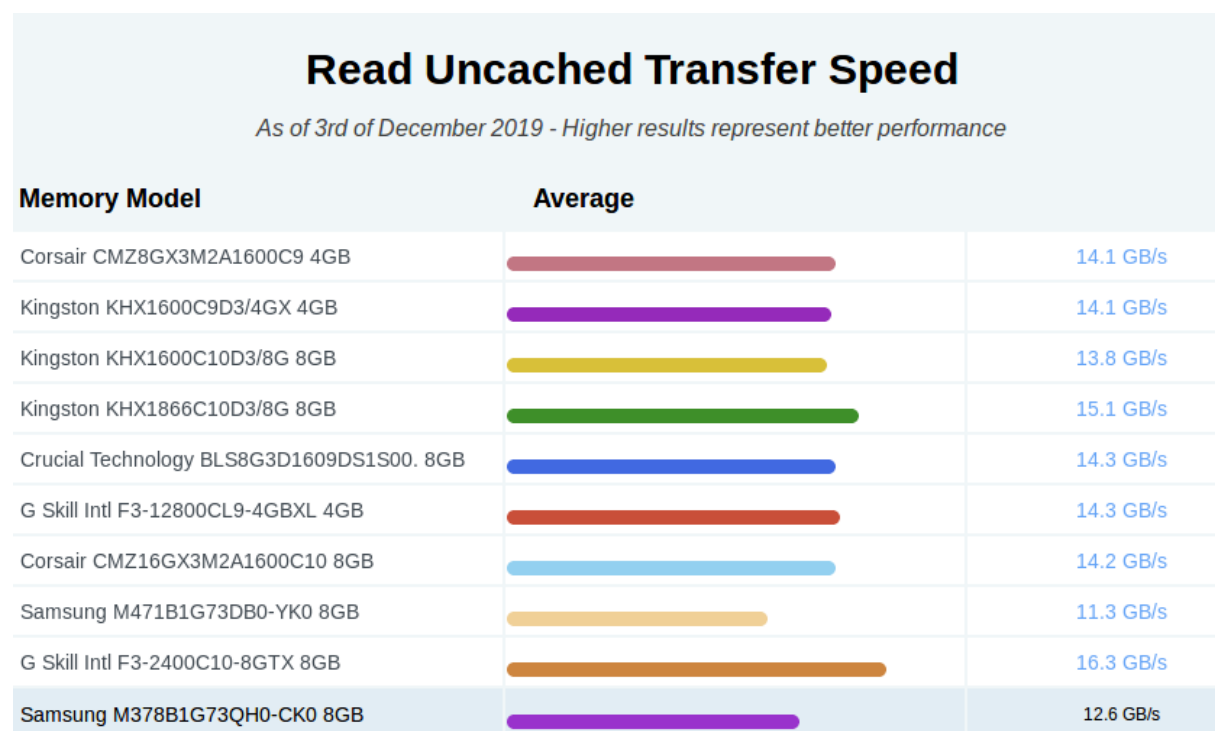 Read Uncached Transfer Speed
As of 3rd of December 2019 - Higher results represent better performance
Memory Model Average
Corsair CMZ8GX3M2A1600C9 4GB 14.1 GB/s
Kingston KHX1600C9D3/4GX 4GB 14.1 GB/s
Kingston KHX1600C10D3/8G 8GB 13.8 GB/s
Kingston KHX1866C10D3/8G 8GB 15.1 GB/s
Crucial Technology BLS8G3D1609DS1S00. 8GB 14.3 GB/s
G Skill Intl F3-12800CL9-4GBXL 4GB 14.3 GB/s
Corsair CMZ16GX3M2A1600C10 8GB 14.2 GB/s
Samsung M471B1G73DB0-YK0 8GB 11.3 GB/s
G Skill Intl F3-2400C10-8GTX 8GB 16.3 GB/s
Samsung M378B1G73QH0-CK0 8GB 12.6 GB/s